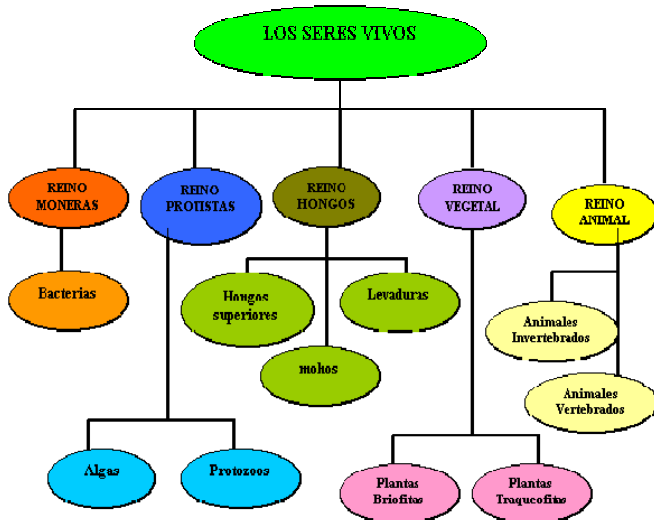 LOS SERES VIVOS
REINO
MONERAS
REINO
PROTISTAS
REINO
HONGOS
REINO
VEGETAL
REINO
ANIMAL
Bacterias
Hongos
superiores
Levaduras
mohos
Animales
Invertebrados
Animales
Vertebrados
Algas
Protozoos
Plantas
Briofitas
Plantas
Traqueofitas